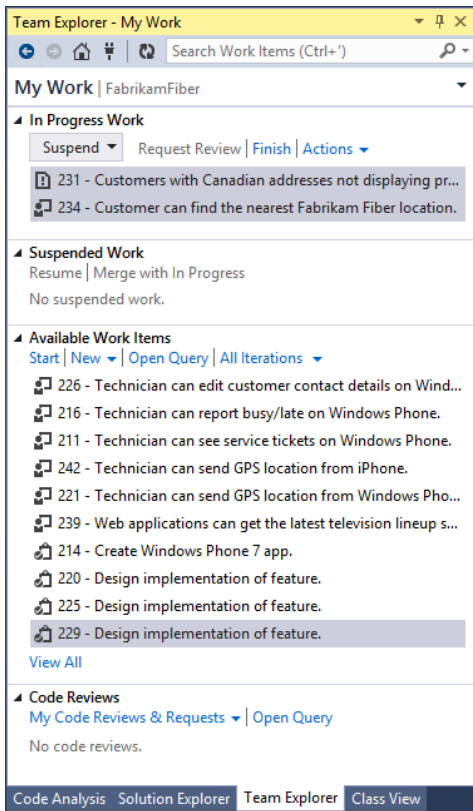 Team Explorer - My Work
Search Work Items (Ctrl+')
My Work | FabrikamFiber
In Progress Work
Suspend Request Review | Finish | Actions
231 - Customers with Canadian addresses not displaying pr...
234 - Customer can find the nearest Fabrikam Fiber location.
Suspended Work
Resume | Merge with In Progress
No suspended work.
Available Work Items
Start | New | Open Query | All Iterations
226 - Technician can edit customer contact details on Wind...
216 - Technician can report busy/late on Windows Phone.
211 - Technician can see service tickets on Windows Phone.
242 - Technician can send GPS location from iPhone.
221 - Technician can send GPS location from Windows Pho...
239 - Web applications can get the latest television lineup s...
214 - Create Windows Phone 7 app.
220 - Design implementation of feature.
225 - Design implementation of feature.
229 - Design implementation of feature.
View All
Code Reviews
My Code Reviews & Requests | Open Query
No code reviews.
Code Analysis Solution Explorer Team Explorer Class View